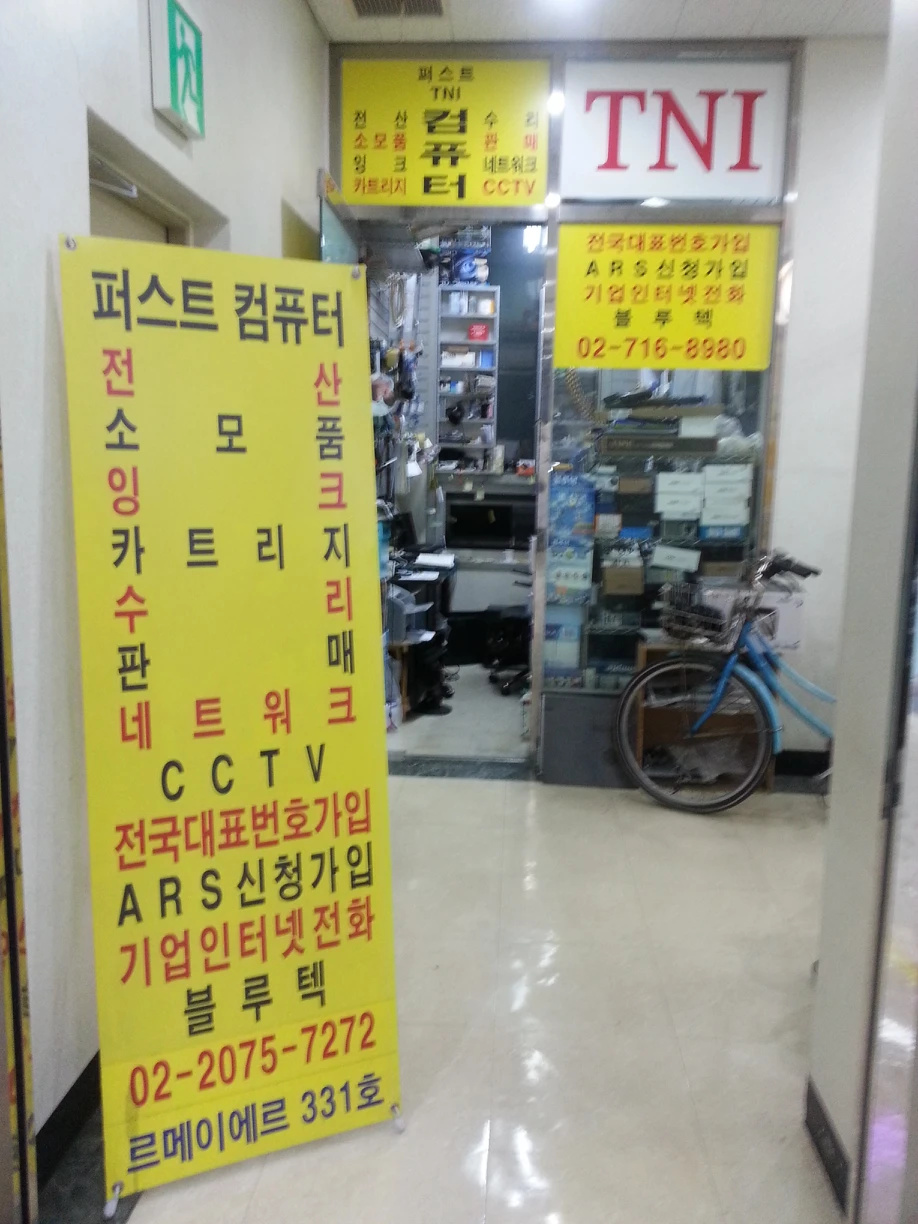 퍼스트
TNI
컴퓨터
전산
소모품
잉크
카트리지
수리
판매
네트워크
CCTV
TNI
전국대표번호가입
ARS신청가입
기업인터넷전화
블루텍
02-716-8980
퍼스트 컴퓨터
전산
소모품
잉크
카트리지
수리
판매
네트워크
CCTV
전국대표번호가입
ARS신청가입
기업인터넷전화
블루텍
02-2075-7272
르메이에르 331호